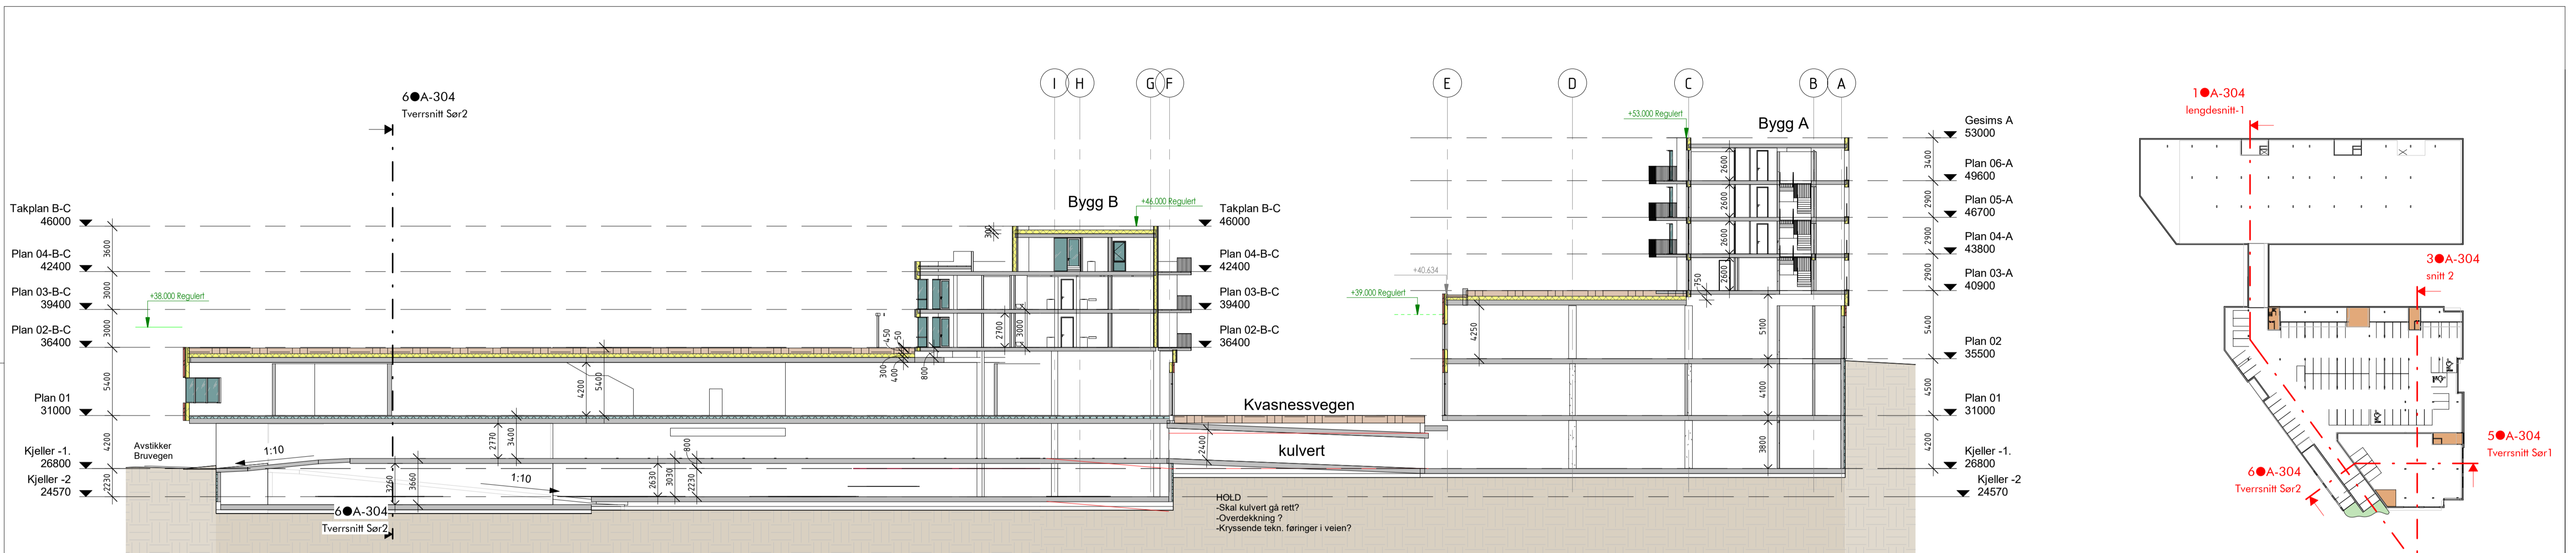 6●A-304
Tverrsnitt Sør2
I
H
G
F
E
D
C
B
A
1●A-304
lengdesnitt-1
+53.000 Regulert
Bygg A
Gesims A
53000
3400
2600
Plan 06-A
49600
2900
2600
Plan 05-A
46700
2900
2600
Plan 04-A
43800
2900
2600
Plan 03-A
40900
750
+40.634
+39.000 Regulert
5400
5100
4250
Plan 02
35500
4500
4100
Plan 01
31000
4200
3800
Kjeller -1.
26800
Kjeller -2
24570
Takplan B-C
46000
3600
Plan 04-B-C
42400
3000
Plan 03-B-C
39400
+38.000 Regulert
3000
Plan 02-B-C
36400
5400
Plan 01
31000
4200
Kjeller -1.
26800
2230
Kjeller -2
24570
Avstikker
Bruvegen
1:10
1:10
Bygg B
+46.000 Regulert
300
Takplan B-C
46000
Plan 04-B-C
42400
Plan 03-B-C
39400
Plan 02-B-C
36400
2700
3000
450
550
300
400
800
4200
5400
2770
3400
800
3260
3660
2630
3030
2230
2400
Kvasnessvegen
kulvert
6●A-304
Tverrsnitt Sør2
HOLD
-Skal kulvert gå rett?
-Overdekkning ?
-Kryssende tekn. føringer i veien?
3●A-304
snitt 2
5●A-304
Tverrsnitt Sør1
6●A-304
Tverrsnitt Sør2